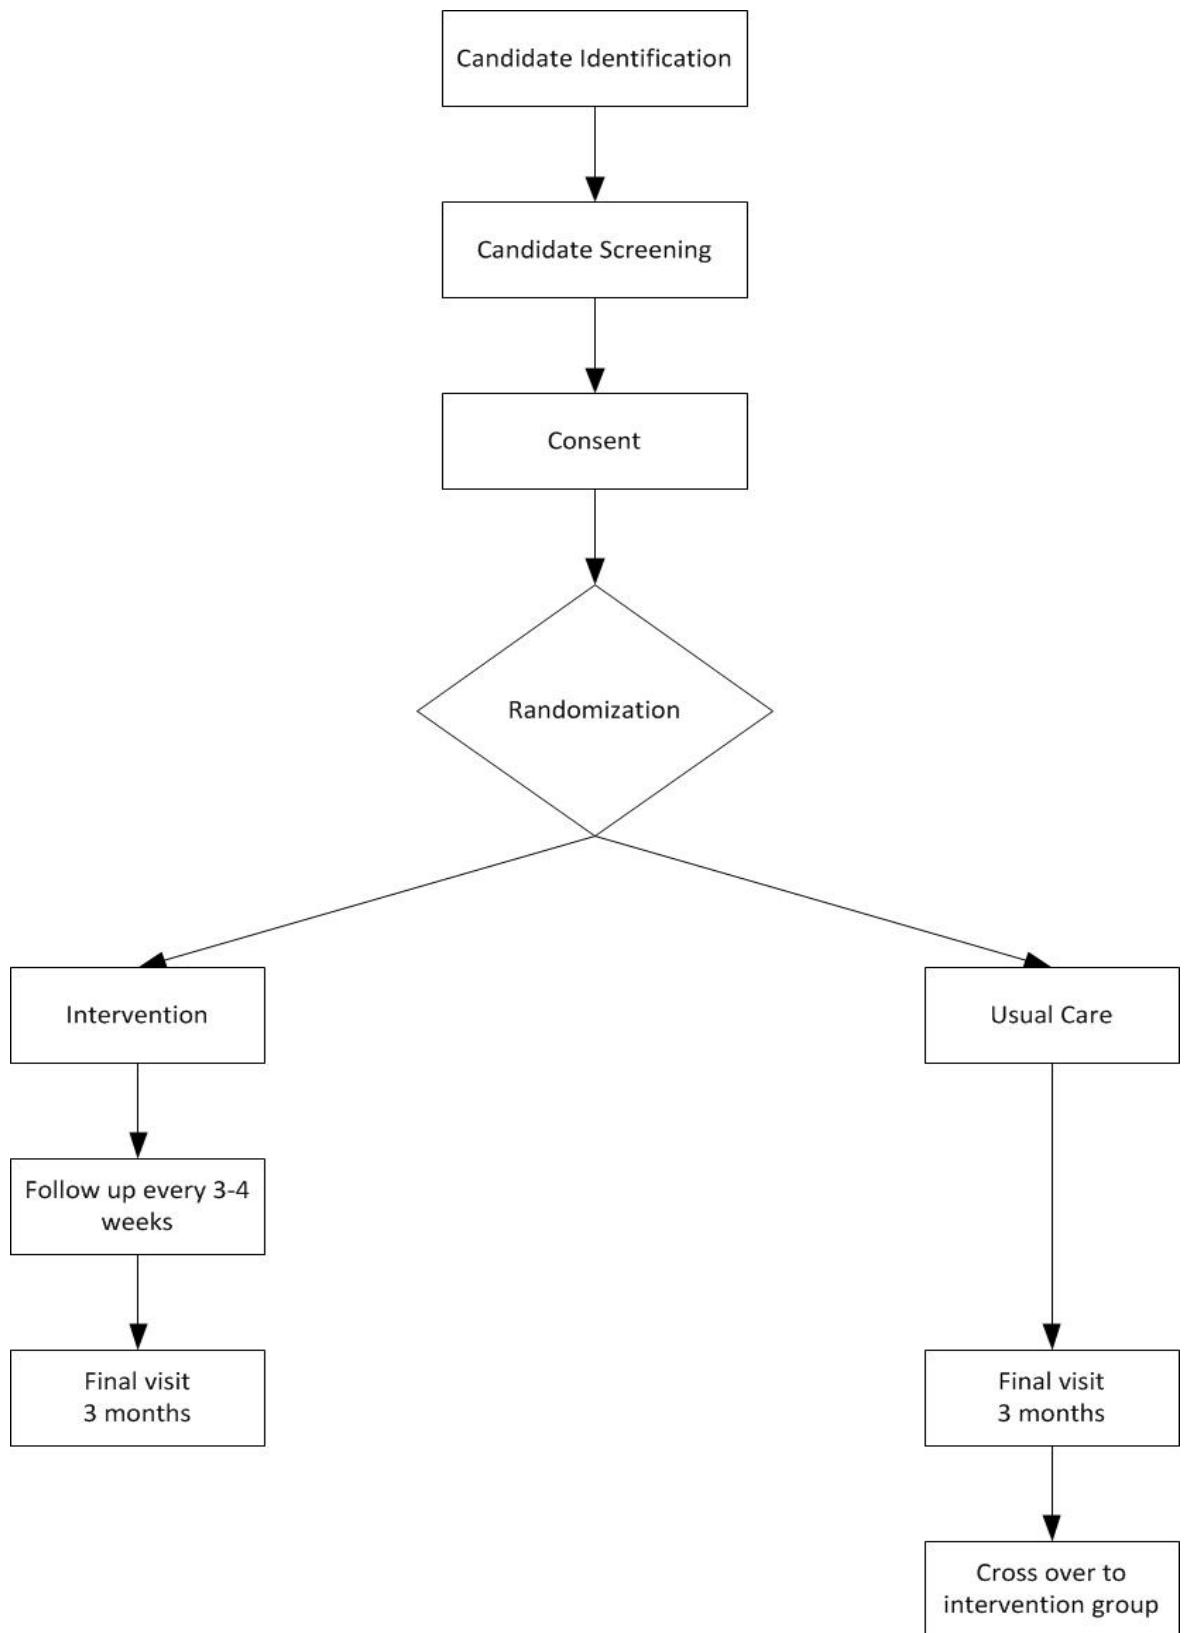 Candidate Identification
Candidate Screening
Consent
Randomization
Intervention
Usual Care
Follow up every 3-4
weeks
Final visit
3 months
Final visit
3 months
Cross over to
intervention group